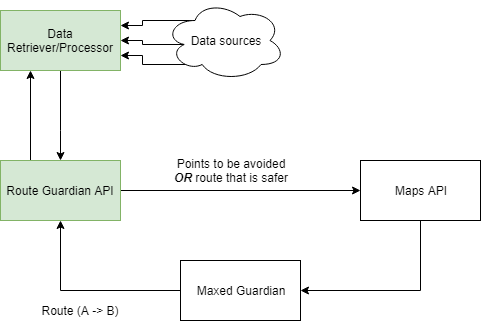 Data
Retriever/Processor
Data sources
Points to be avoided
OR route that is safer
Route Guardian API
Maps API
Maxed Guardian
Route (A -> B)